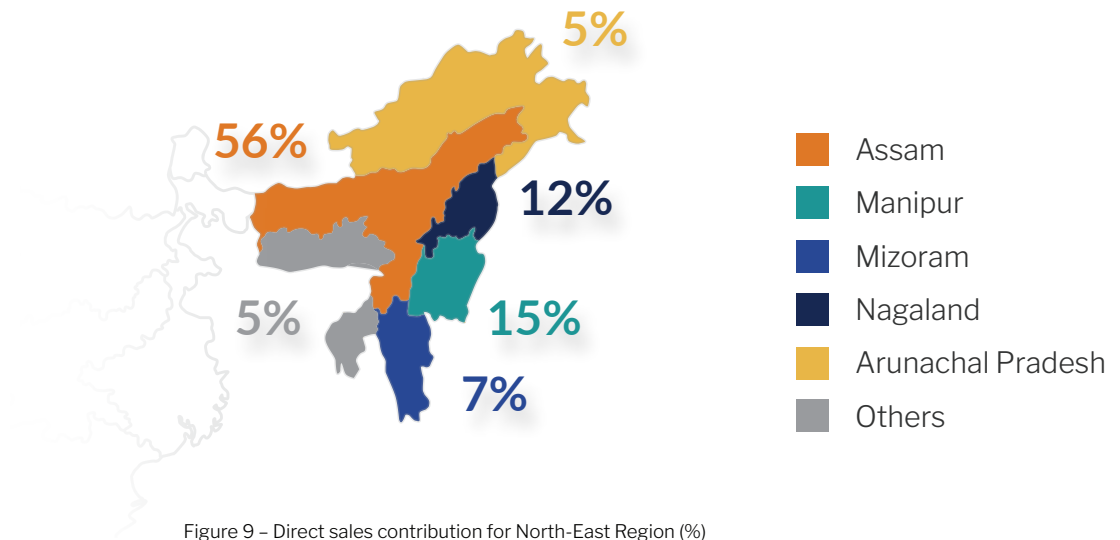 5%
56%
12%
5%
15%
7%
Assam
Manipur
Mizoram
Nagaland
Arunachal Pradesh
Others
Figure 9 – Direct sales contribution for North-East Region (%)